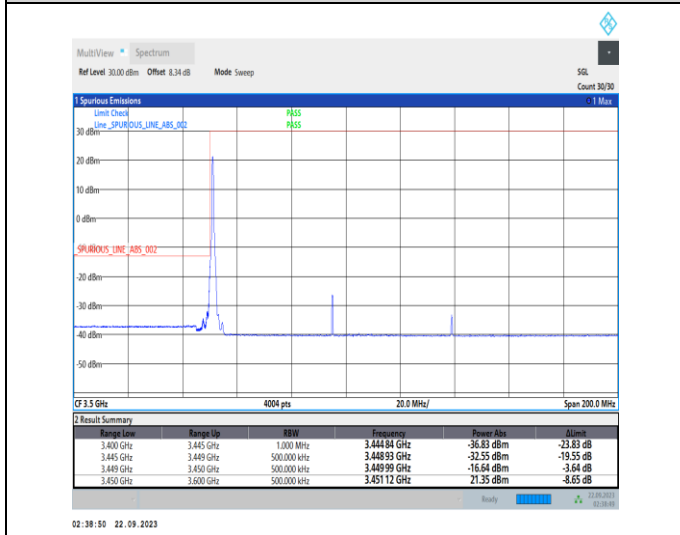 MultiView Spectrum
Ref Level 30.00 dBm Offset 8.34 dB Mode Sweep SGL
Count 30/30
1 Spurious Emissions 1 Max
Limit Check PASS
Line _SPURIOUS_LINE_ABS_002 PASS
30 dBm
20 dBm
10 dBm
0 dBm
_SPURIOUS_LINE_ABS_002
-20 dBm
-30 dBm
-40 dBm
-50 dBm
CF 3.5 GHz 4004 pts 20.0 MHz/ Span 200.0 MHz
2 Result Summary
Range Low Range Up RBW Frequency Power Abs ΔLimit
3.400 GHz 3.445 GHz 1.000 MHz 3.444 84 GHz -36.83 dBm -23.83 dB
3.445 GHz 3.449 GHz 500.000 kHz 3.448 93 GHz -32.55 dBm -19.55 dB
3.449 GHz 3.450 GHz 500.000 kHz 3.449 99 GHz -16.64 dBm -3.64 dB
3.450 GHz 3.600 GHz 500.000 kHz 3.451 12 GHz 21.35 dBm -8.65 dB
Ready 22.09.2023
02:38:49
02:38:50 22.09.2023